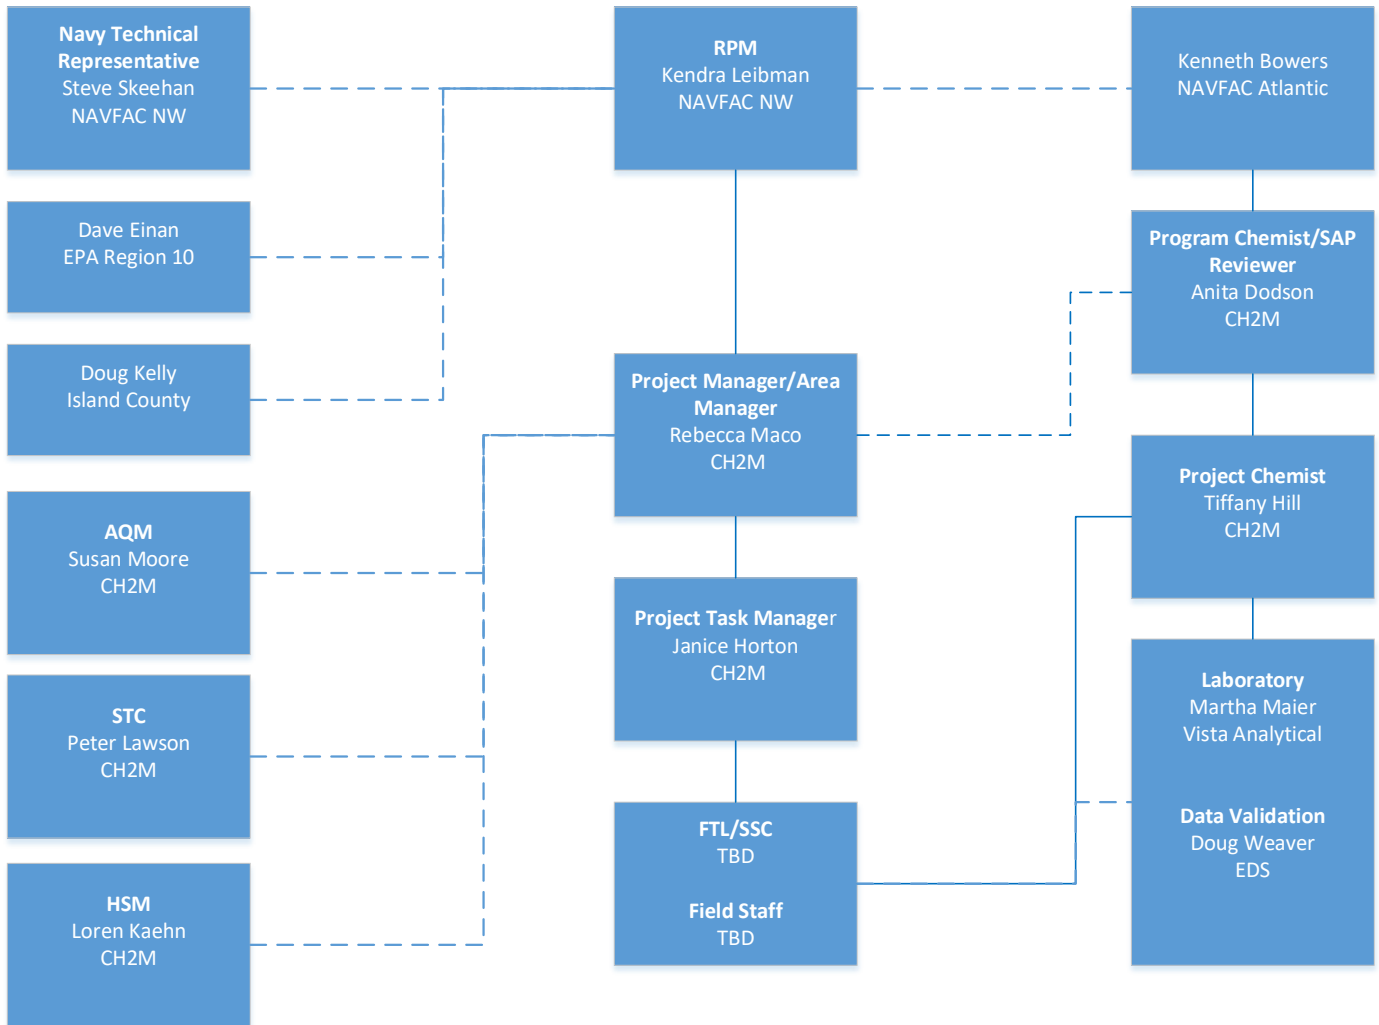 Navy Technical
Representative
Steve Skeehan
NAVFAC NW
RPM
Kendra Leibman
NAVFAC NW
Kenneth Bowers
NAVFAC Atlantic
Dave Einan
EPA Region 10
Program Chemist/SAP
Reviewer
Anita Dodson
CH2M
Doug Kelly
Island County
Project Manager/Area
Manager
Rebecca Maco
CH2M
Project Chemist
Tiffany Hill
CH2M
AQM
Susan Moore
CH2M
Project Task Manager
Janice Horton
CH2M
Laboratory
Martha Maier
Vista Analytical
Data Validation
Doug Weaver
EDS
STC
Peter Lawson
CH2M
FTL/SSC
TBD
Field Staff
TBD
HSM
Loren Kaehn
CH2M